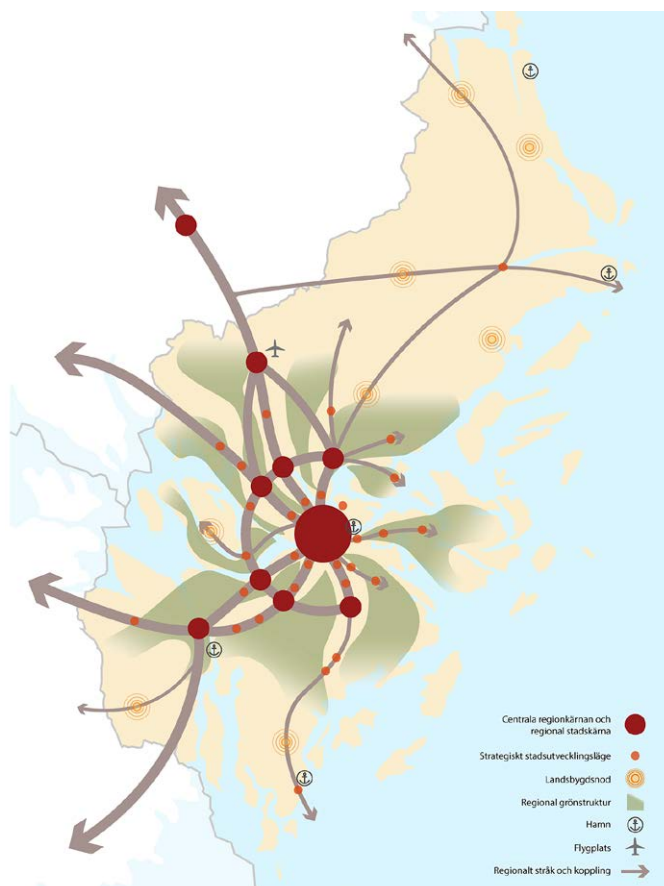 Centrala regionkärnan och
regional stadskärna
Strategiskt stadsutvecklingsläge
Landsbygdsnod
Regional grönstruktur
Hamn
Flygplats
Regionalt stråk och koppling